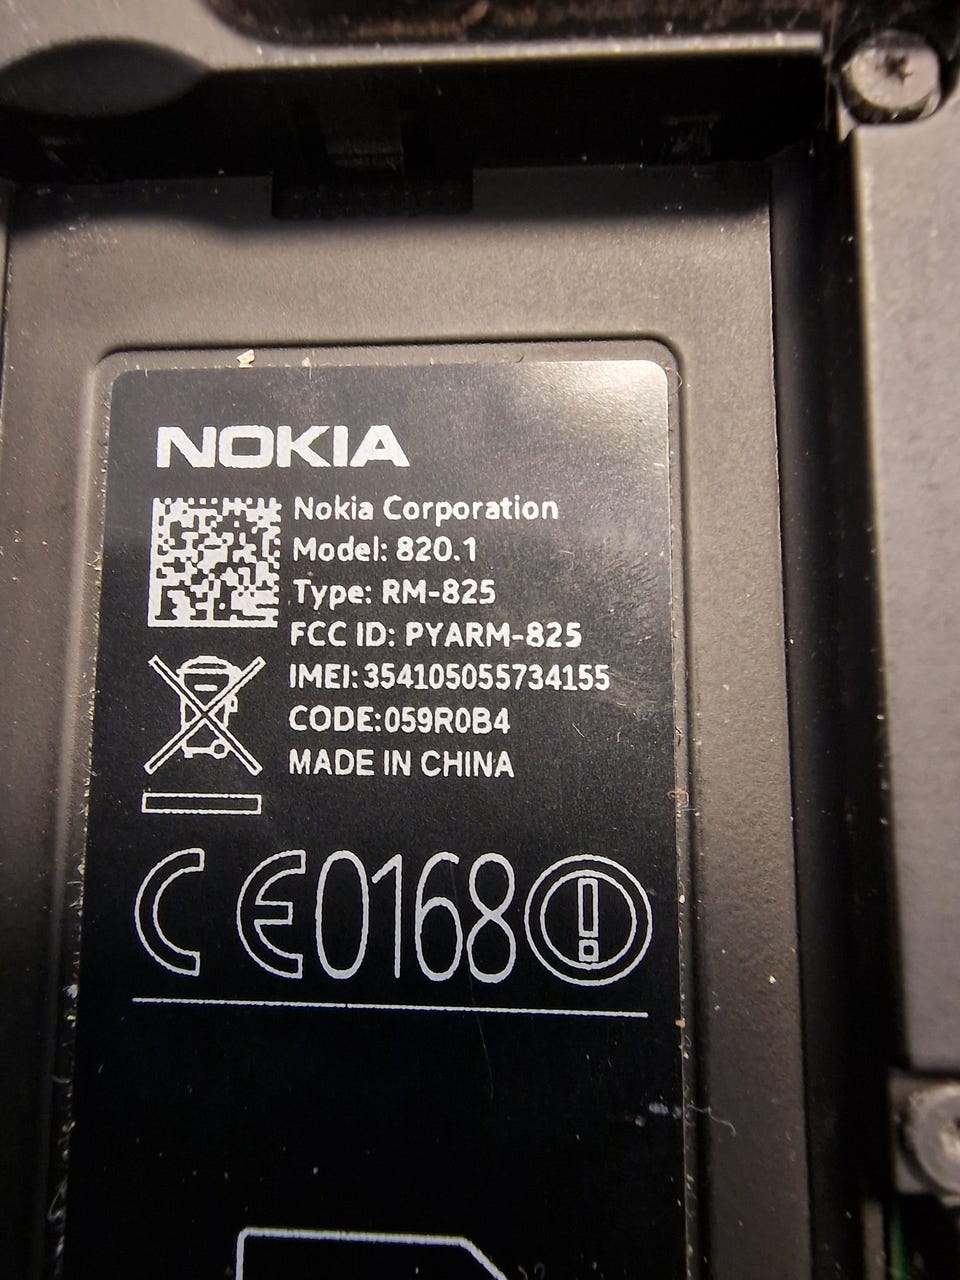 NOKIA
Nokia Corporation
Model: 820.1
Type: RM-825
FCC ID: PYARM-825
IMEI: 354105055734155
CODE:059R0B4
MADE IN CHINA
CE0168